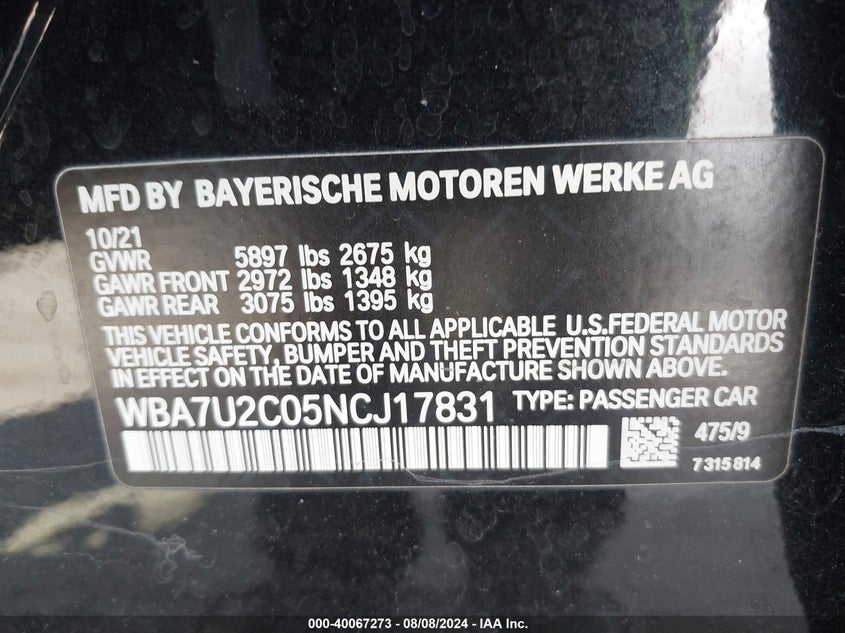 MFD BY BAYERISCHE MOTOREN WERKE AG
10/21
GVWR 5897 lbs 2675 kg
GAWR FRONT 2972 lbs 1348 kg
GAWR REAR 3075 lbs 1395 kg
THIS VEHICLE CONFORMS TO ALL APPLICABLE U.S.FEDERAL MOTOR
VEHICLE SAFETY, BUMPER AND THEFT PREVENTION STANDARDS
IN EFFECT ON THE DATE OF MANUFACTURE SHOWN ABOVE.
WBA7U2C05NCJ17831 TYPE: PASSENGER CAR
475/9
7315814
000-40067273 - 08/08/2024 - IAA Inc.